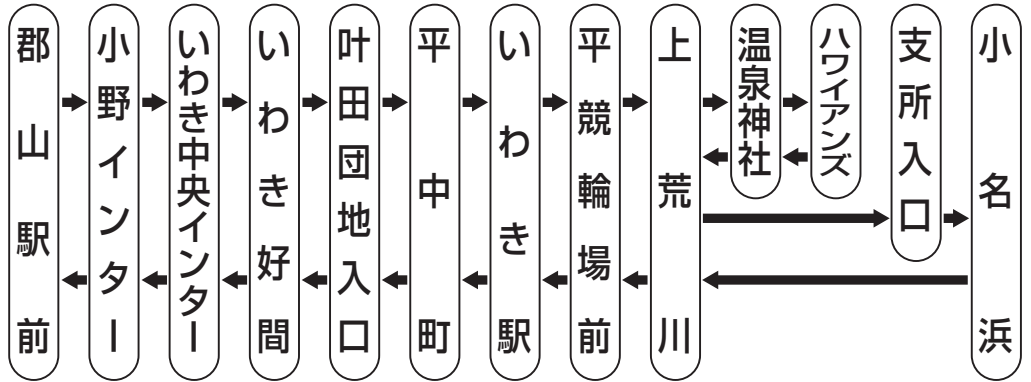 郡山駅前
小野インター
いわき中央インター
いわき好間
叶田団地入口
平中町
いわき駅
平競輪場前
上荒川
温泉神社
ハワイアンズ
支所入口
小名浜